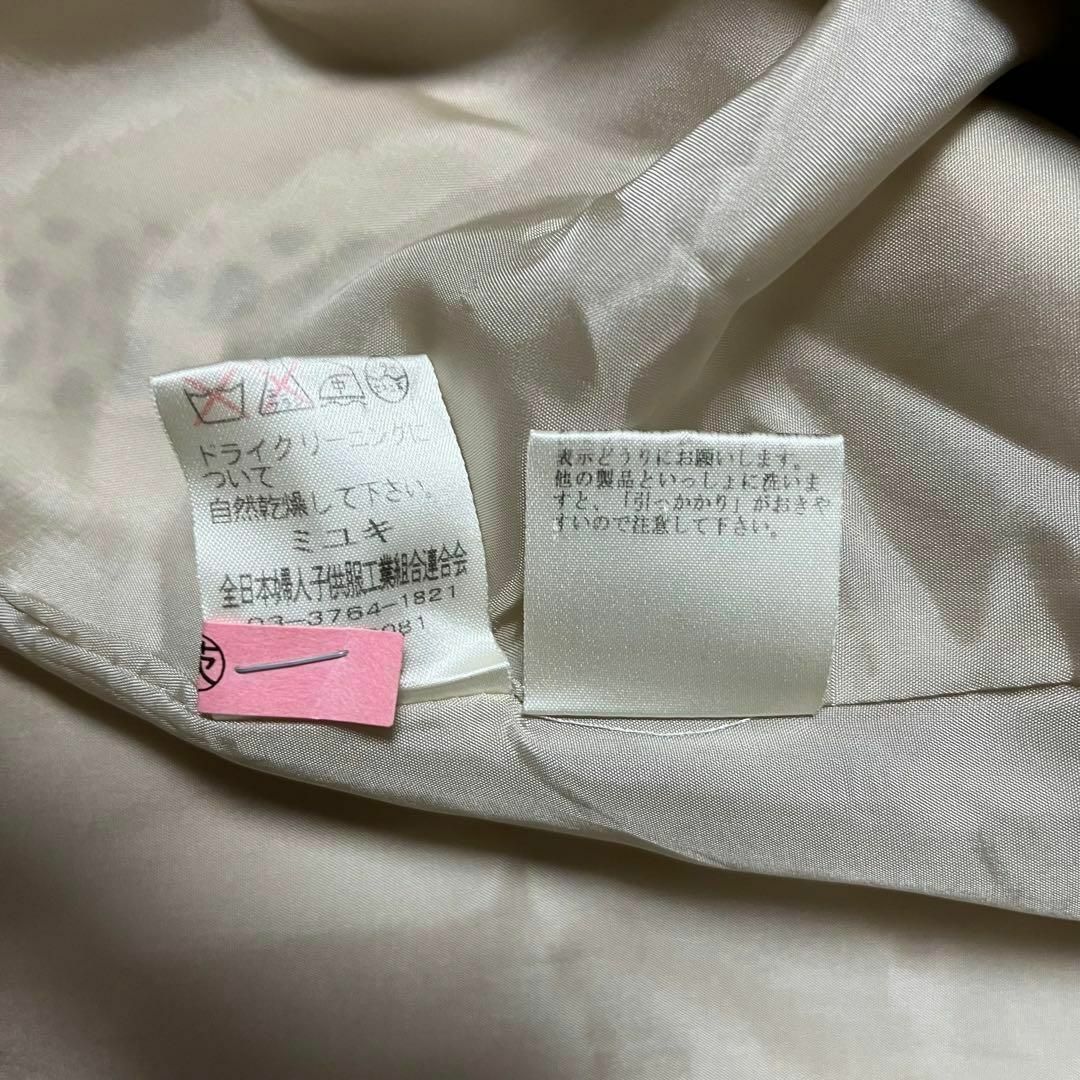 中
ドライクリーニングに
ついて
自然乾燥して下さい。
ミユキ
全日本婦人子供服工業組合連合会
03-3764-1821
081
表示どうりにお願いします。
他の製品といっしょに洗いま
すと、「引っかかり」がおきや
すいので注意して下さい。